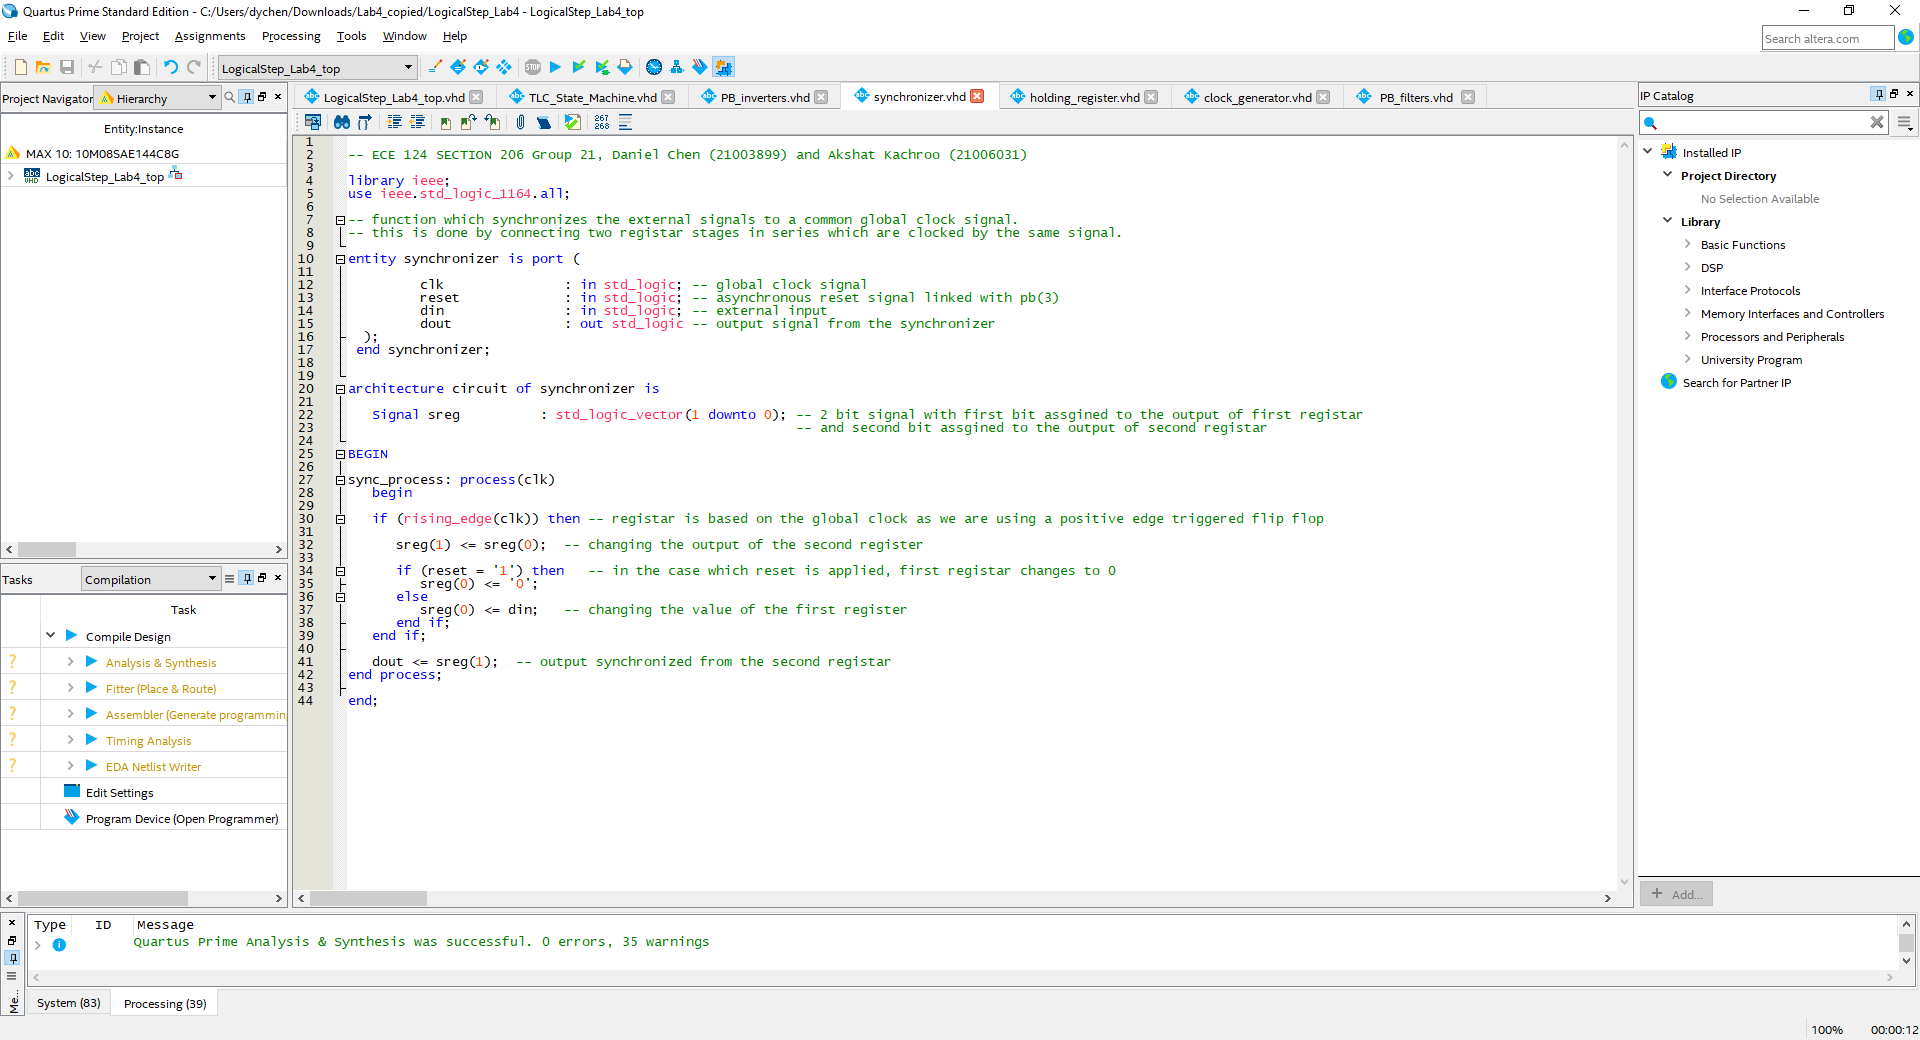 Quartus Prime Standard Edition - C:/Users/dychen/Downloads/Lab4_copied/LogicalStep_Lab4 - LogicalStep_Lab4_top
File Edit View Project Assignments Processing Tools Window Help
Search altera.com
LogicalStep_Lab4_top
Project Navigator Hierarchy
LogicalStep_Lab4_top.vhd TLC_State_Machine.vhd PB_inverters.vhd synchronizer.vhd holding_register.vhd clock_generator.vhd PB_filters.vhd
IP Catalog
Entity:Instance
MAX 10: 10M08SAE144C8G
LogicalStep_Lab4_top
267
268
1
2 -- ECE 124 SECTION 206 Group 21, Daniel Chen (21003899) and Akshat Kachroo (21006031)
3
4 library ieee;
5 use ieee.std_logic_1164.all;
6
7 -- function which synchronizes the external signals to a common global clock signal.
8 -- this is done by connecting two registar stages in series which are clocked by the same signal.
9
10 entity synchronizer is port (
11
12 clk : in std_logic; -- global clock signal
13 reset : in std_logic; -- asynchronous reset signal linked with pb(3)
14 din : in std_logic; -- external input
15 dout : out std_logic -- output signal from the synchronizer
16 );
17 end synchronizer;
18
19
20 architecture circuit of synchronizer is
21
22 Signal sreg : std_logic_vector(1 downto 0); -- 2 bit signal with first bit assgined to the output of first registar
23 -- and second bit assgined to the output of second registar
24
25 BEGIN
26
27 sync_process: process(clk)
28 begin
29
30 if (rising_edge(clk)) then -- registar is based on the global clock as we are using a positive edge triggered flip flop
31
32 sreg(1) <= sreg(0); -- changing the output of the second register
33
34 if (reset = '1') then -- in the case which reset is applied, first registar changes to 0
35 sreg(0) <= '0';
36 else
37 sreg(0) <= din; -- changing the value of the first register
38 end if;
39 end if;
40
41 dout <= sreg(1); -- output synchronized from the second registar
42 end process;
43
44 end;
Installed IP
Project Directory
No Selection Available
Library
Basic Functions
DSP
Interface Protocols
Memory Interfaces and Controllers
Processors and Peripherals
University Program
Search for Partner IP
+ Add...
Tasks Compilation
Task
Compile Design
? Analysis & Synthesis
? Fitter (Place & Route)
? Assembler (Generate programmin
? Timing Analysis
? EDA Netlist Writer
Edit Settings
Program Device (Open Programmer)
Type ID Message
Quartus Prime Analysis & Synthesis was successful. 0 errors, 35 warnings
Me...
System (83) Processing (39)
100% 00:00:12